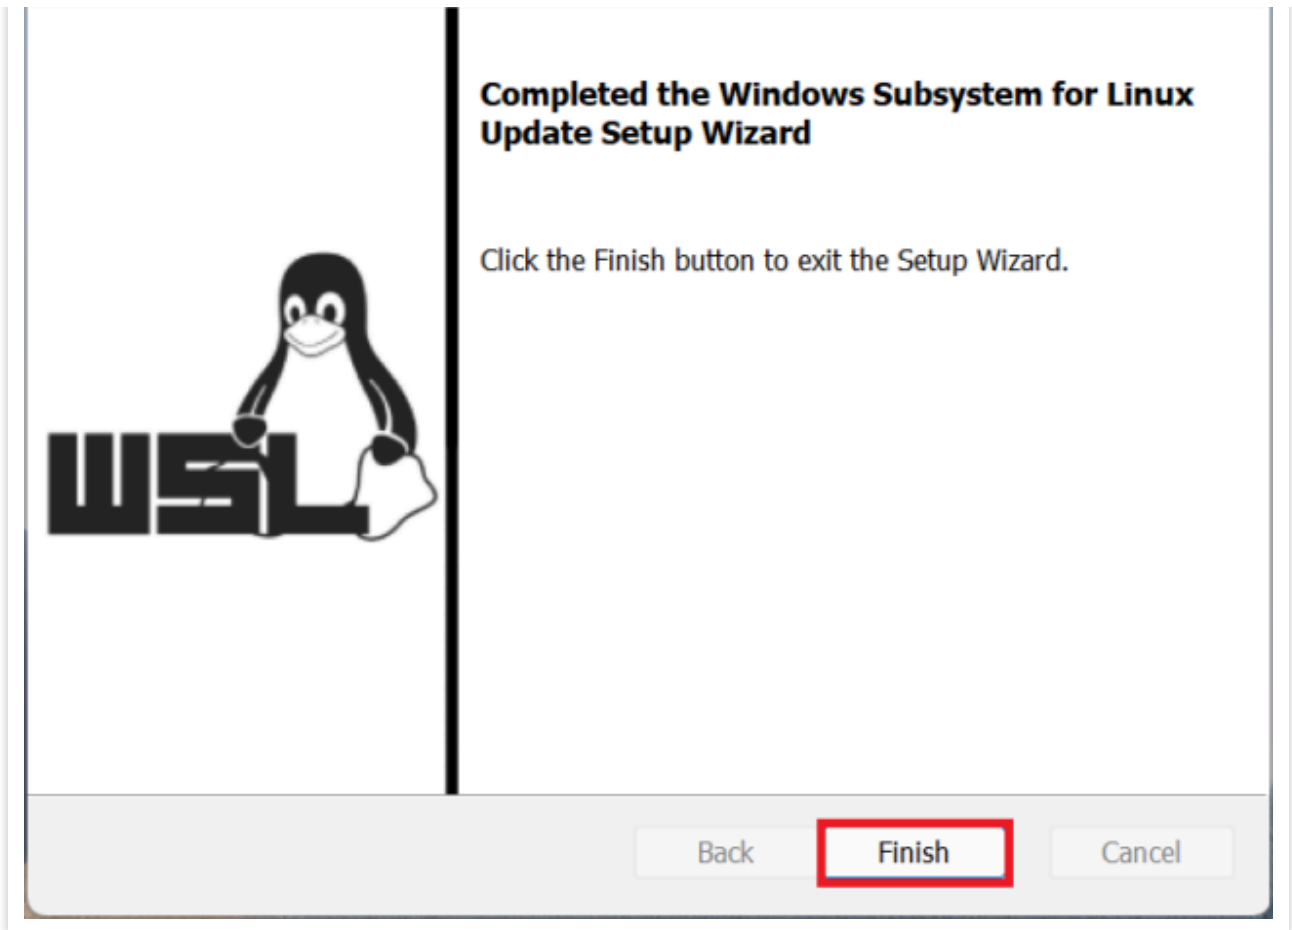 Completed the Windows Subsystem for Linux
Update Setup Wizard
Click the Finish button to exit the Setup Wizard.
WSL
Back
Finish
Cancel